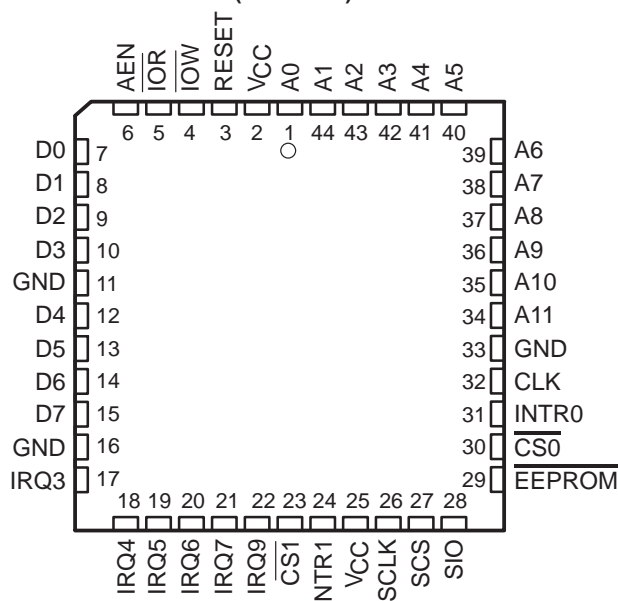 AEN IOR IOW RESET VCC A0 A1 A2 A3 A4 A5
6 5 4 3 2 1 44 43 42 41 40
D0 7 39 A6
D1 8 38 A7
D2 9 37 A8
D3 10 36 A9
GND 11 35 A10
D4 12 34 A11
D5 13 33 GND
D6 14 32 CLK
D7 15 31 INTR0
GND 16 30 CS0
IRQ3 17 29 EEPROM
18 19 20 21 22 23 24 25 26 27 28
IRQ4 IRQ5 IRQ6 IRQ7 IRQ9 CS1 NTR1 VCC SCLK SCS SIO